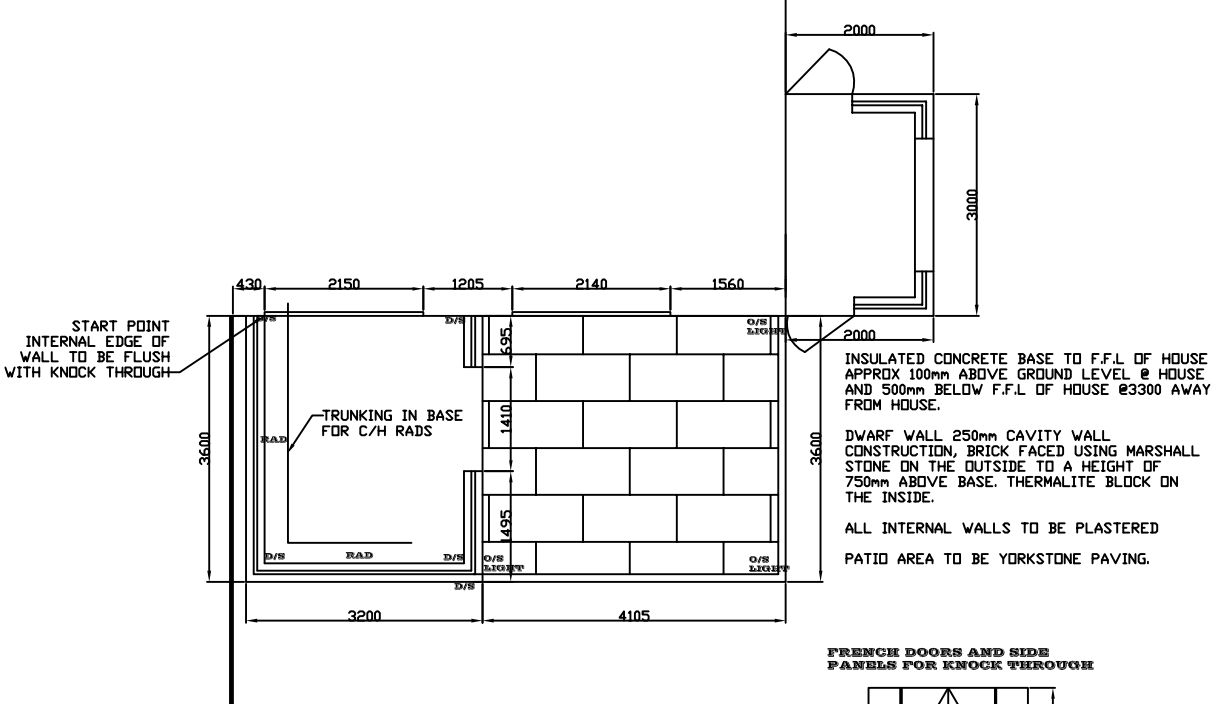 2000
3000
430
2150
1205
2140
1560
D/S
D/S
O/S
LIGHT
2000
START POINT
INTERNAL EDGE OF
WALL TO BE FLUSH
WITH KNOCK THROUGH
695
INSULATED CONCRETE BASE TO F.F.L OF HOUSE
APPROX 100mm ABOVE GROUND LEVEL @ HOUSE
AND 500mm BELOW F.F.L OF HOUSE @3300 AWAY
FROM HOUSE.
TRUNKING IN BASE
FOR C/H RADS
1410
RAD
3600
3600
DWARF WALL 250mm CAVITY WALL
CONSTRUCTION, BRICK FACED USING MARSHALL
STONE ON THE OUTSIDE TO A HEIGHT OF
750mm ABOVE BASE. THERMALITE BLOCK ON
THE INSIDE.
1495
ALL INTERNAL WALLS TO BE PLASTERED
PATIO AREA TO BE YORKSTONE PAVING.
D/S
RAD
D/S
O/S
LIGHT
O/S
LIGHT
D/S
3200
4105
FRENCH DOORS AND SIDE
PANELS FOR KNOCK THROUGH